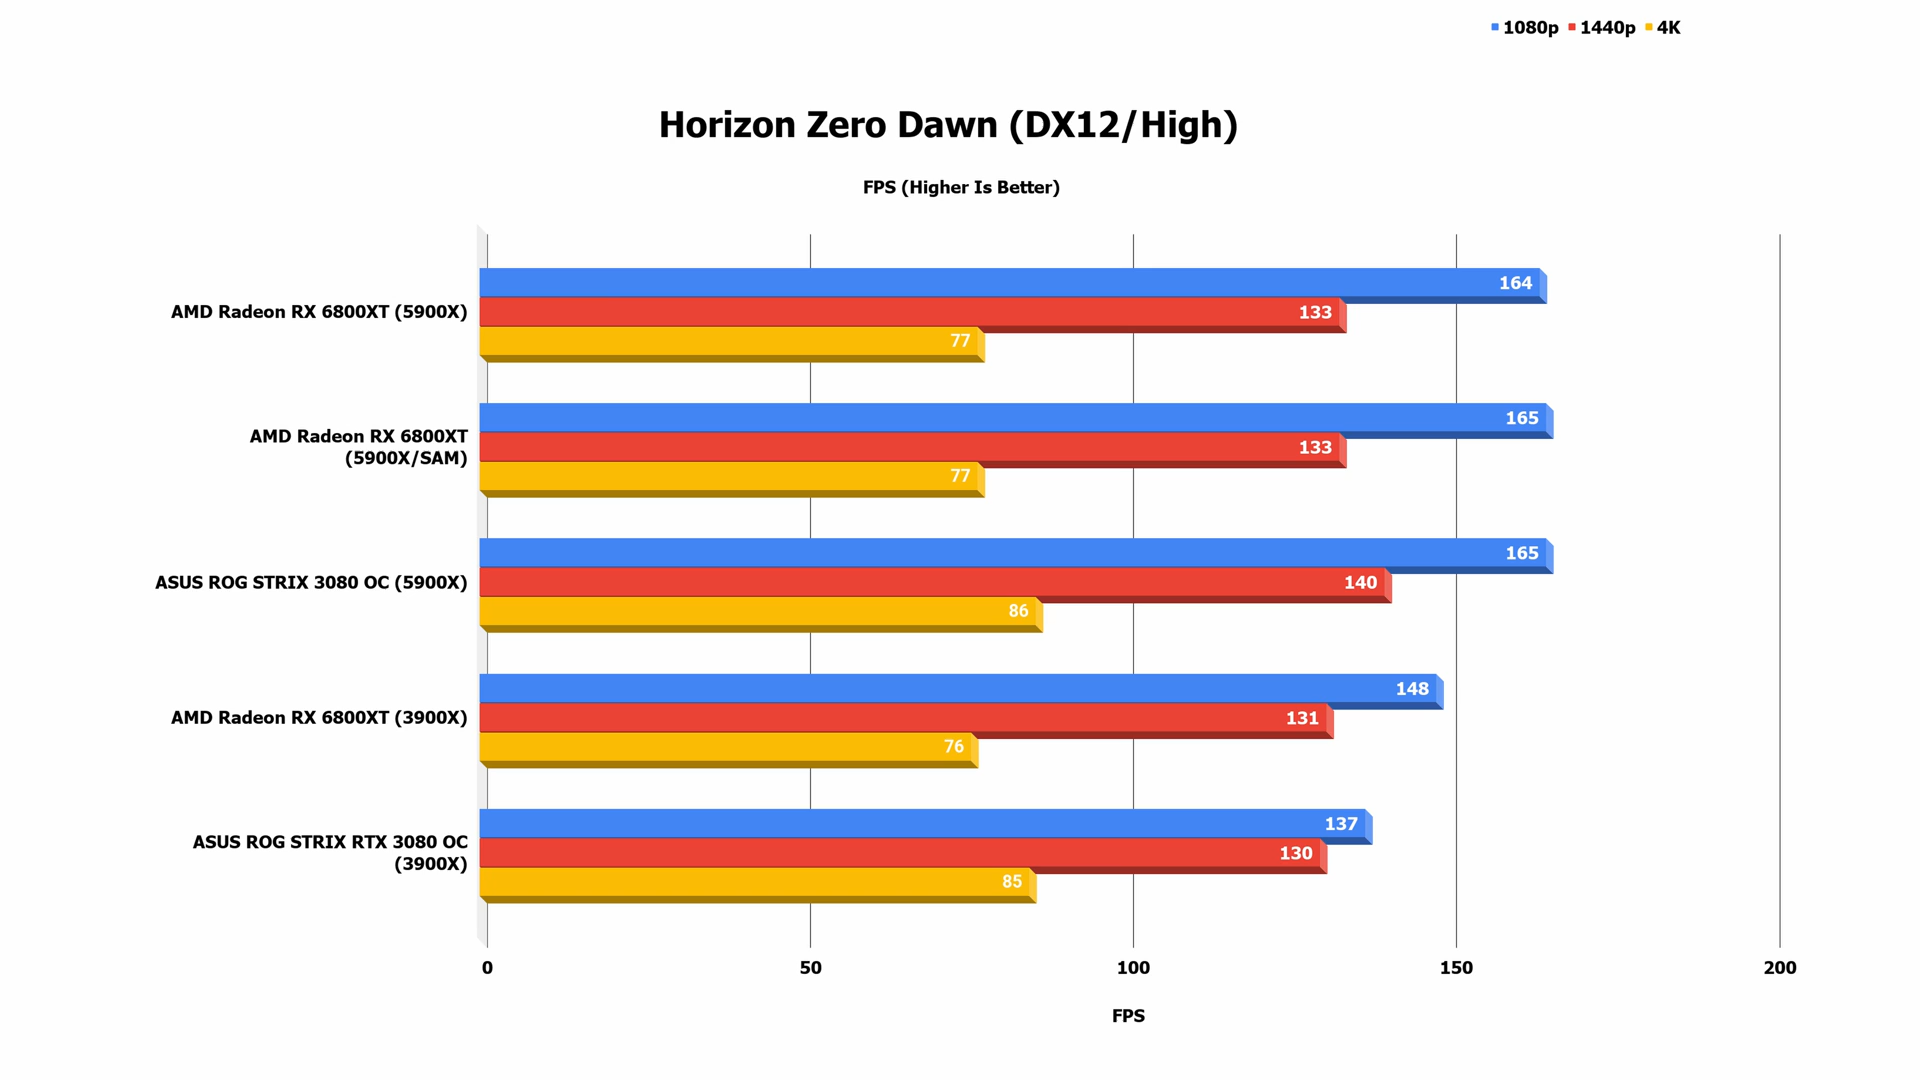 1080p 1440p 4K
Horizon Zero Dawn (DX12/High)
FPS (Higher Is Better)
AMD Radeon RX 6800XT (5900X)
164
133
77
AMD Radeon RX 6800XT
(5900X/SAM)
165
133
77
ASUS ROG STRIX 3080 OC (5900X)
165
140
86
AMD Radeon RX 6800XT (3900X)
148
131
76
ASUS ROG STRIX RTX 3080 OC
(3900X)
137
130
85
0 50 100 150 200
FPS